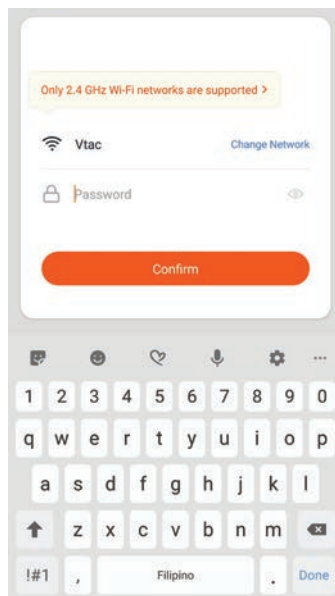 Only 2.4 GHz Wi-Fi networks are supported >
Vtac Change Network
Password
Confirm
1 2 3 4 5 6 7 8 9 0
q w e r t y u i o p
a s d f g h j k l
z x c v b n m
!#1 , Filipino . Done